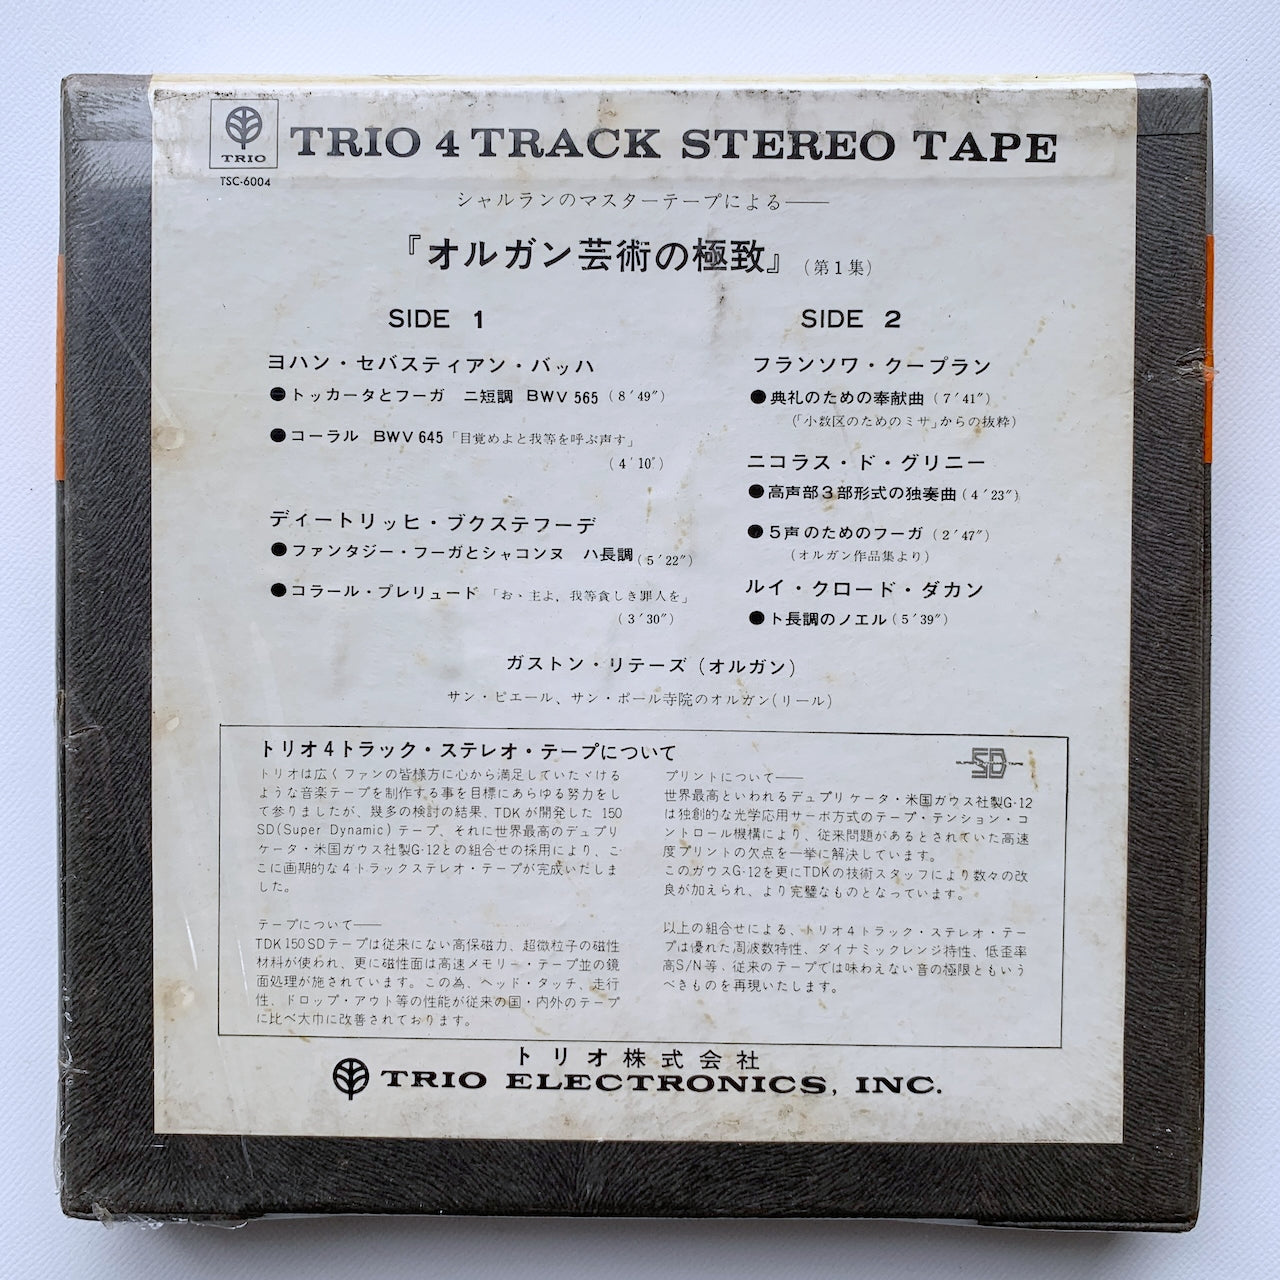 TRIO
TRIO 4 TRACK STEREO TAPE
TSC-6004
シャルランのマスターテープによる——
『オルガン芸術の極致』(第1集)
SIDE 1
ヨハン・セバスティアン・バッハ
●トッカータとフーガ ニ短調 BWV 565 (8′49″)
●コーラル BWV 645「目覚めよと我等を呼ぶ声す」
(4′10″)
ディートリッヒ・ブクステフーデ
●ファンタジー・フーガとシャコンヌ ハ長調(5′22″)
●コラール・プレリュード 「お、主よ，我等貪しき罪人を」
(3′30″)
SIDE 2
フランソワ・クープラン
●典礼のための奉献曲 (7′41″)
(「小数区のためのミサ」からの抜粋)
ニコラス・ド・グリニー
●高声部3部形式の独奏曲(4′23″)
●5声のためのフーガ(2′47″)
(オルガン作品集より)
ルイ・クロード・ダカン
●ト長調のノエル(5′39″)
ガストン・リテーズ(オルガン)
サン・ピエール、サン・ポール寺院のオルガン(リール)
トリオ4トラック・ステレオ・テープについて
トリオは広くファンの皆様方に心から満足していたゞける
ような音楽テープを制作する事を目標にあらゆる努力をし
て参りましたが、幾多の検討の結果、TDKが開発した 150
SD(Super Dynamic)テープ、それに世界最高のデュプリ
ケータ・米国ガウス社製G-12との組合せの採用により、こ
こに画期的な4トラックステレオ・テープが完成いたしま
した。
テープについて——
TDK 150SDテープは従来にない高保磁力、超微粒子の磁性
材料が使われ、更に磁性面は高速メモリー・テープ並の鏡
面処理が施されています。この為、ヘッド・タッチ、走行
性、ドロップ・アウト等の性能が従来の国・内外のテープ
に比べ大巾に改善されております。
SD
プリントについて——
世界最高といわれるデュプリケータ・米国ガウス社製G-12
は独創的な光学応用サーボ方式のテープ・テンション・コ
ントロール機構により、従来問題があるとされていた高速
度プリントの欠点を一挙に解決しています。
このガウスG-12を更にTDKの技術スタッフにより数々の改
良が加えられ、より完璧なものとなっています。
以上の組合せによる、トリオ4トラック・ステレオ・テー
プは優れた周波数特性、ダイナミックレンジ特性、低歪率
高S/N等、従来のテープでは味わえない音の極限ともいう
べきものを再現いたします。
トリオ株式会社
TRIO ELECTRONICS, INC.